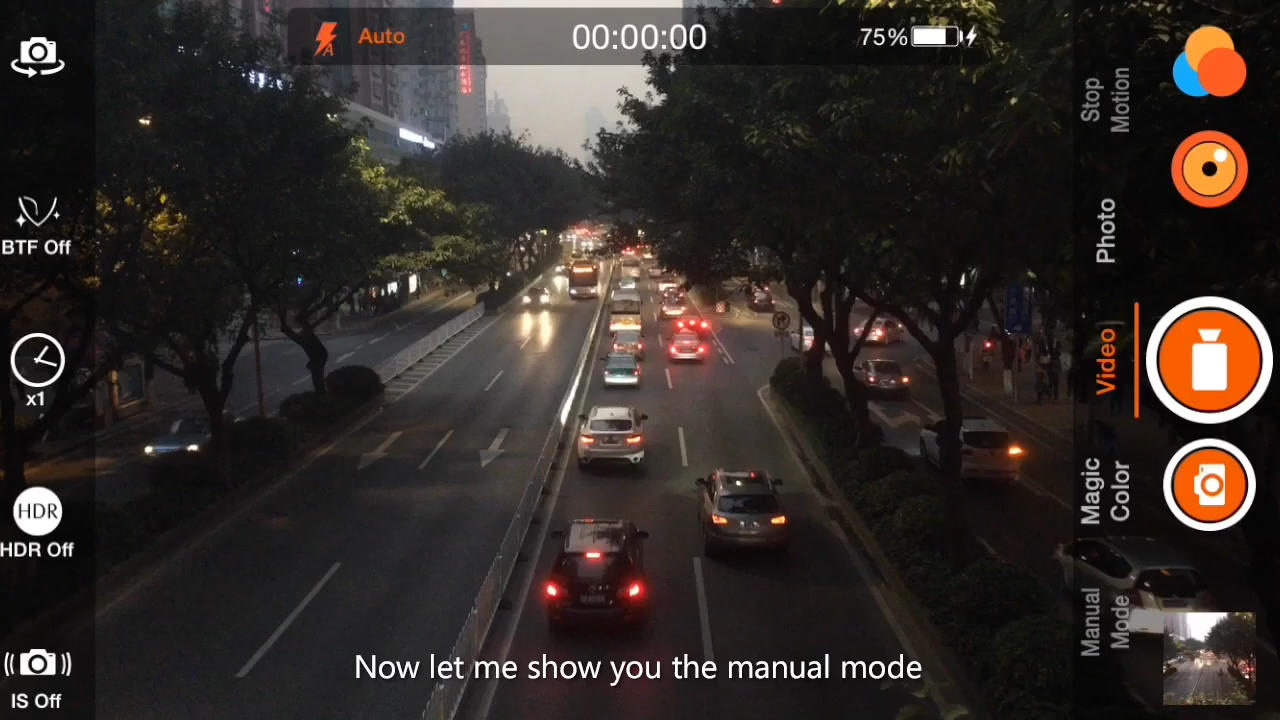 Auto
00:00:00
75%
BTF Off
x1
HDR
HDR Off
IS Off
Stop
Motion
Photo
Video
Magic
Color
Manual
Mode
Now let me show you the manual mode